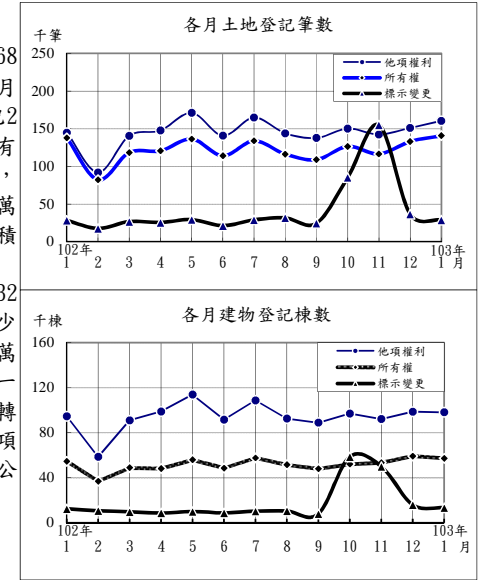 68
月
2
有
，
萬
積
32
少
萬
一
轉
項
公
各月土地登記筆數
千筆
250
200
150
100
50
0
他項權利
所有權
標示變更
102年 103年
1 2 3 4 5 6 7 8 9 10 11 12 1 月
各月建物登記棟數
千棟
160
120
80
40
0
他項權利
所有權
標示變更
102年 103年
1 2 3 4 5 6 7 8 9 10 11 12 1 月